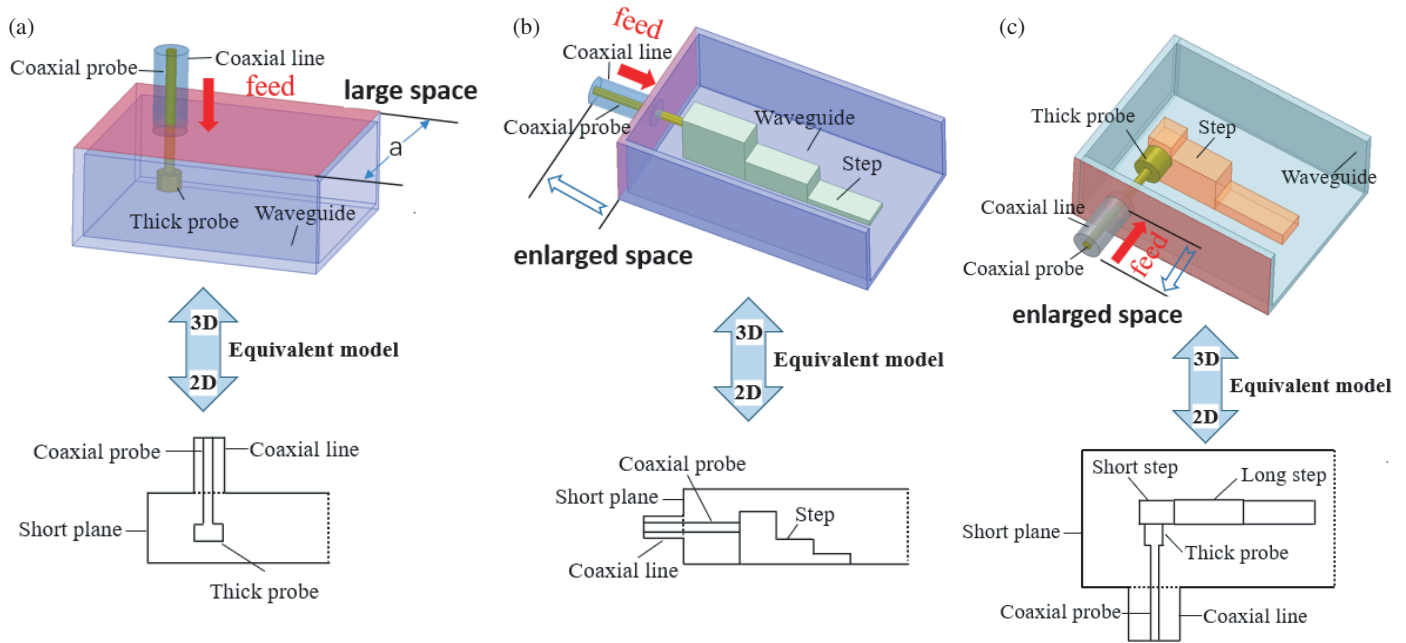 (a)
Coaxial line
Coaxial probe
feed
large space
a
Thick probe
Waveguide
3D
Equivalent model
2D
Coaxial probe
Coaxial line
Short plane
Thick probe
(b)
feed
Coaxial line
Coaxial probe
Waveguide
Step
enlarged space
3D
Equivalent model
2D
Coaxial probe
Short plane
Step
Coaxial line
(c)
Thick probe
Step
Waveguide
Coaxial line
feed
Coaxial probe
enlarged space
3D
Equivalent model
2D
Short step
Long step
Short plane
Thick probe
Coaxial probe
Coaxial line